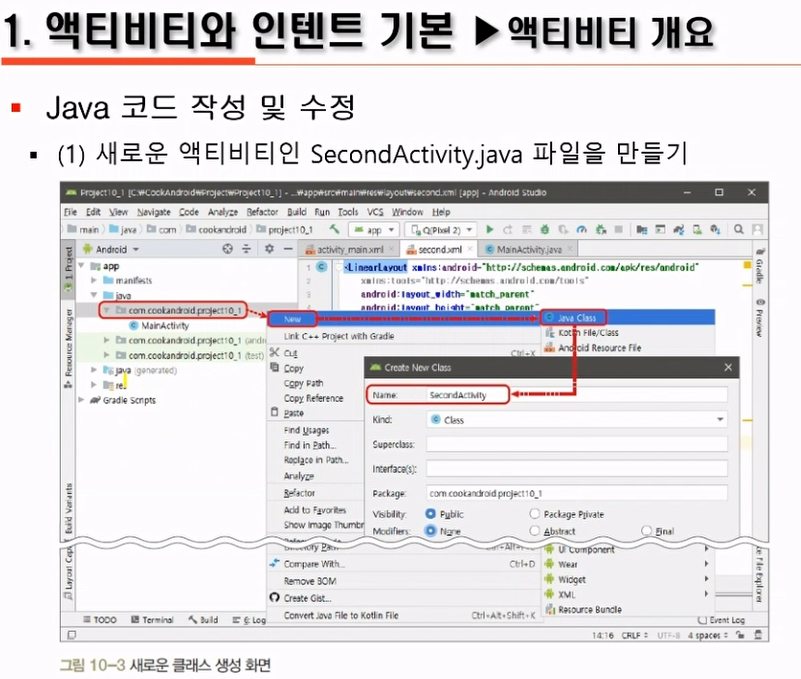 1. 액티비티와 인텐트 기본 ▶액티비티 개요
▪ Java 코드 작성 및 수정
▪ (1) 새로운 액티비티인 SecondActivity.java 파일을 만들기
Project10_1 [C:₩CookAndroid₩Project₩Project10_1] - ...₩app₩src₩main₩res₩layout₩second.xml [app] - Android Studio
File Edit View Navigate Code Analyze Refactor Build Run Tools VCS Window Help
main java com cookandroid project10_1 app Q(Pixel 2)
Android activity_main.xml second.xml MainActivity.java
1: Project
Resource Manager
Build Variants
Layout Cap
Gradle
Preview
File Explorer
app
manifests
java
com.cookandroid.project10_1
MainActivity
com.cookandroid.project10_1 (andr
com.cookandroid.project10_1 (test)
java (generated)
res
Gradle Scripts
1 <LinearLayout xmlns:android="http://schemas.android.com/apk/res/android"
2 xmlns:tools="http://schemas.android.com/tools"
3 android:layout_width="match_parent"
4 android:layout_height="match_parent"
New
Link C++ Project with Gradle
Cut Ctrl+X
Copy
Copy Path
Copy Reference
Paste
Find Usages
Find in Path...
Replace in Path...
Analyze
Refactor
Add to Favorites
Show Image Thumbn
Directory Path Ctrl+Alt+F
Compare With... Ctrl+D
Remove BOM
Create Gist...
Convert Java File to Kotlin File Ctrl+Alt+Shift+K
Java Class
Kotlin File/Class
Android Resource File
Create New Class
Name: SecondActivity
Kind: Class
Superclass:
Interface(s):
Package: com.cookandroid.project10_1
Visibility: Public Package Private
Modifiers: None Abstract Final
UI Component
Wear
Widget
XML
Resource Bundle
TODO Terminal Build 6: Log Event Log
14:16 CRLF UTF-8 4 spaces
그림 10-3 새로운 클래스 생성 화면